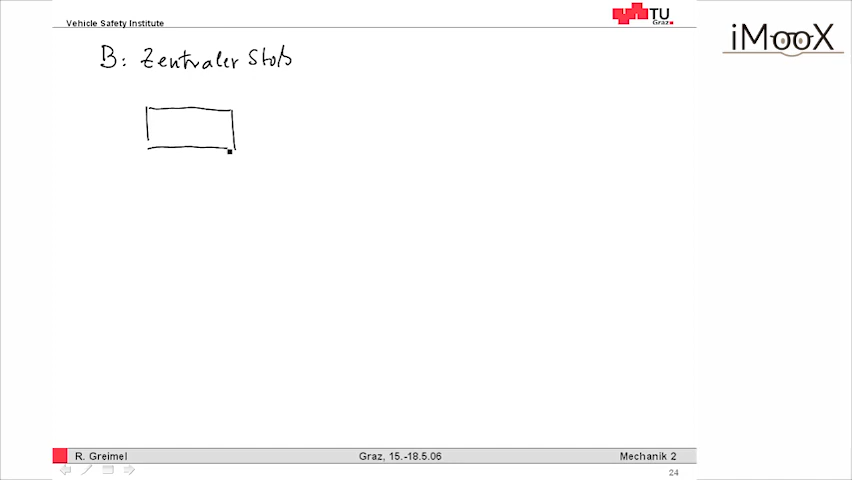 Vehicle Safety Institute
TU
Graz
iMooX
B: Zentraler Stoß
R. Greimel
Graz, 15.-18.5.06
Mechanik 2
24